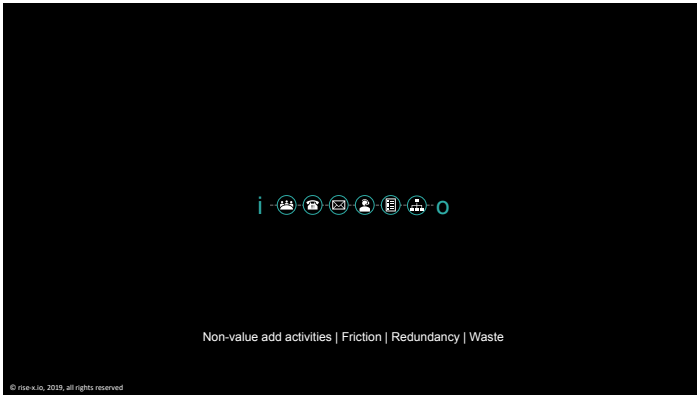 i o
Non-value add activities | Friction | Redundancy | Waste
© rise-x.io, 2019, all rights reserved